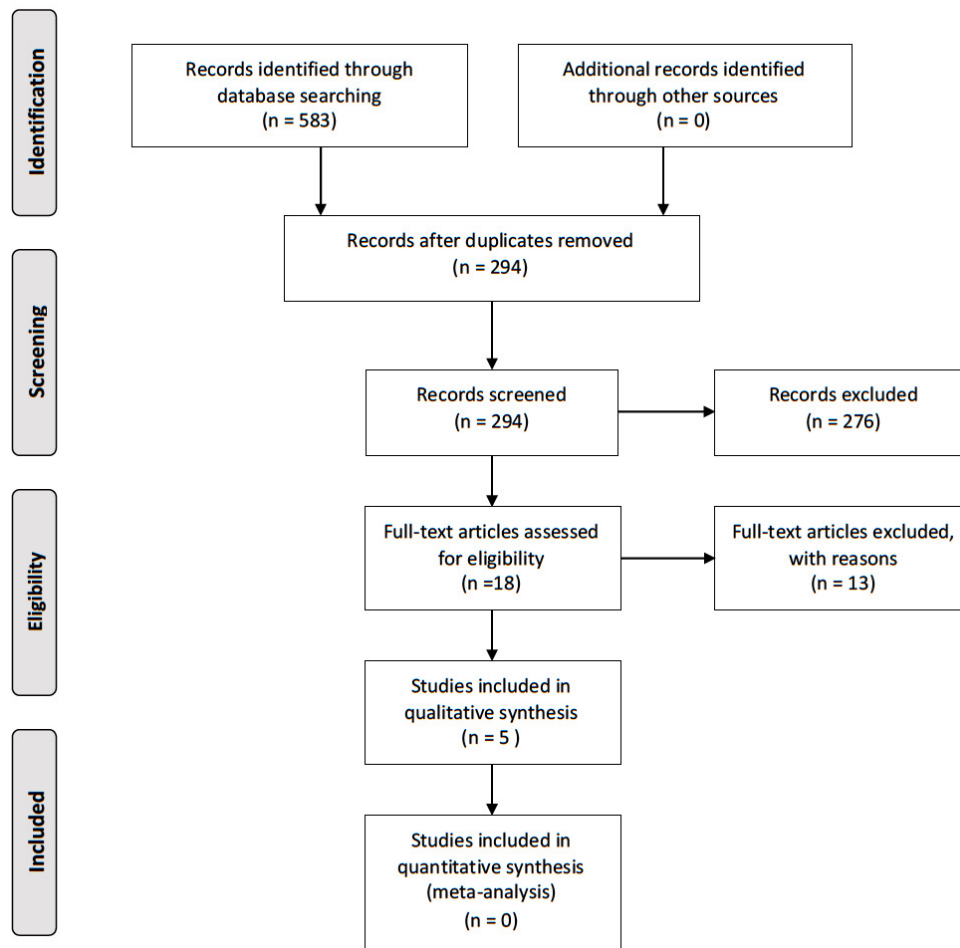 Identification
Records identified through
database searching
(n = 583)
Additional records identified
through other sources
(n = 0)
Records after duplicates removed
(n = 294)
Screening
Records screened
(n = 294)
Records excluded
(n = 276)
Eligibility
Full-text articles assessed
for eligibility
(n =18)
Full-text articles excluded,
with reasons
(n = 13)
Studies included in
qualitative synthesis
(n = 5 )
Included
Studies included in
quantitative synthesis
(meta-analysis)
(n = 0)